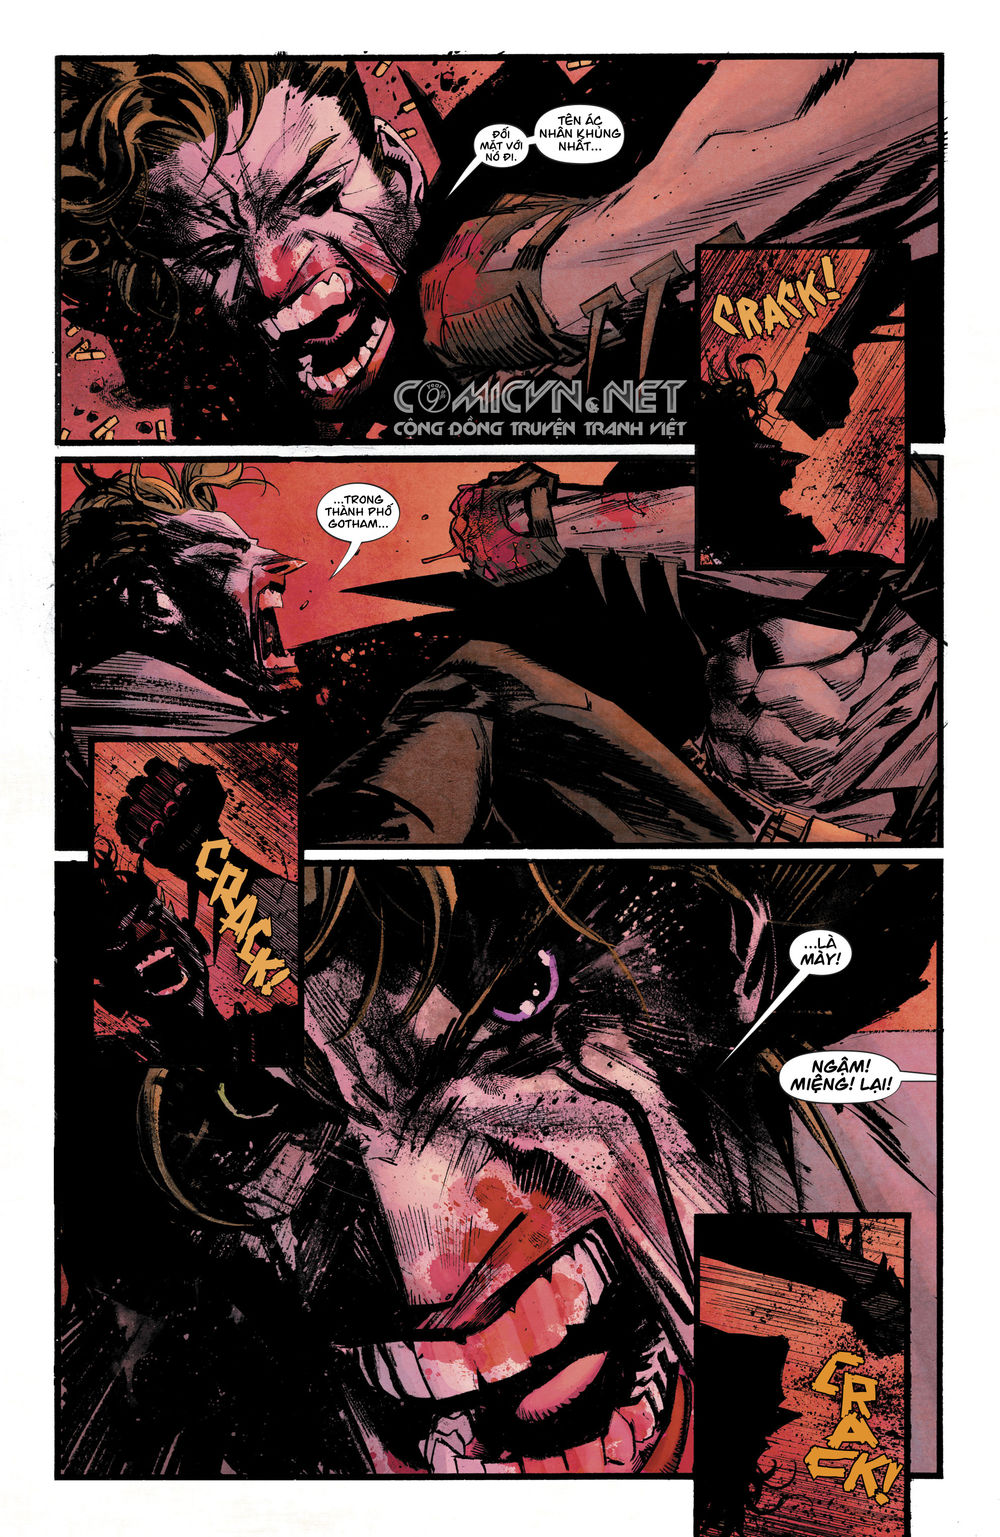 ĐỐI
MẶT VỚI
NÓ ĐI.
TÊN ÁC
NHÂN KHÙNG
NHẤT...
CRACK!
COMICVN.NET
CỘNG ĐỒNG TRUYỆN TRANH VIỆT
...TRONG
THÀNH PHỐ
GOTHAM...
CRACK!
...LÀ
MÀY!
NGẬM!
MIỆNG! LẠI!
CRACK!